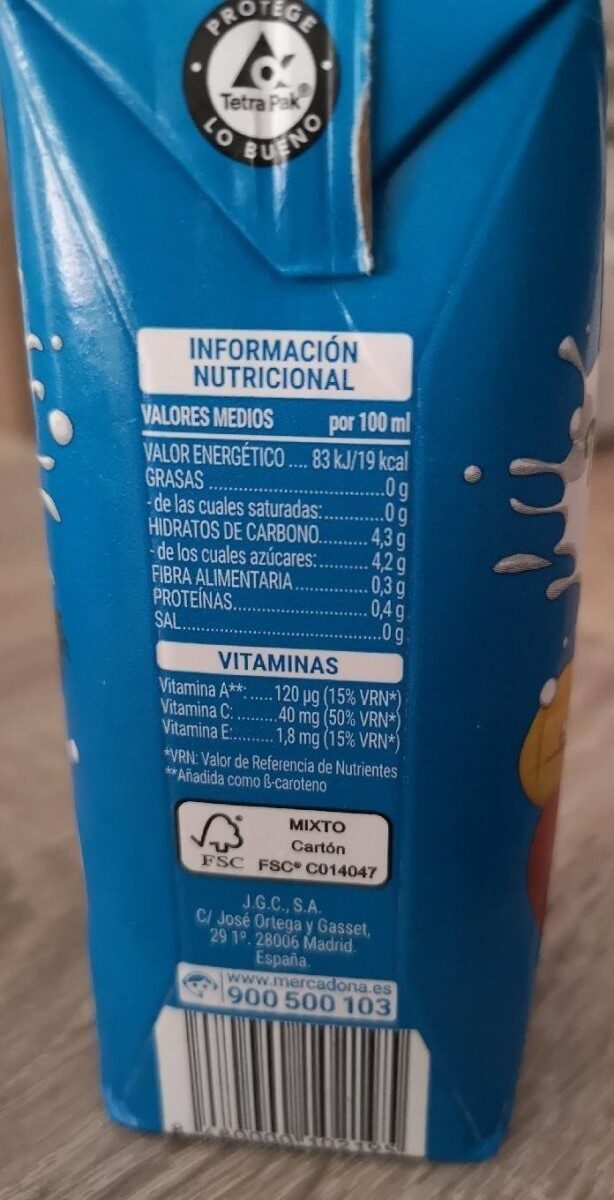 PROTEGE
Tetra Pak®
LO BUENO
INFORMACIÓN
NUTRICIONAL
VALORES MEDIOS por 100 ml
VALOR ENERGÉTICO .... 83 kJ/19 kcal
GRASAS ..............................0 g
- de las cuales saturadas:............0 g
HIDRATOS DE CARBONO.......... 4,3 g
- de los cuales azúcares:........... 4,2 g
FIBRA ALIMENTARIA................ 0,3 g
PROTEÍNAS.......................... 0,4 g
SAL....................................0 g
VITAMINAS
Vitamina A**: ..... 120 µg (15% VRN*)
Vitamina C: ......... 40 mg (50% VRN*)
Vitamina E:......... 1,8 mg (15% VRN*)
*VRN: Valor de Referencia de Nutrientes
**Añadida como ß-caroteno
FSC®
MIXTO
Cartón
FSC® C014047
J.G.C., S.A.
C/ José Ortega y Gasset,
29 1º. 28006 Madrid.
España.
www.mercadona.es
900 500 103